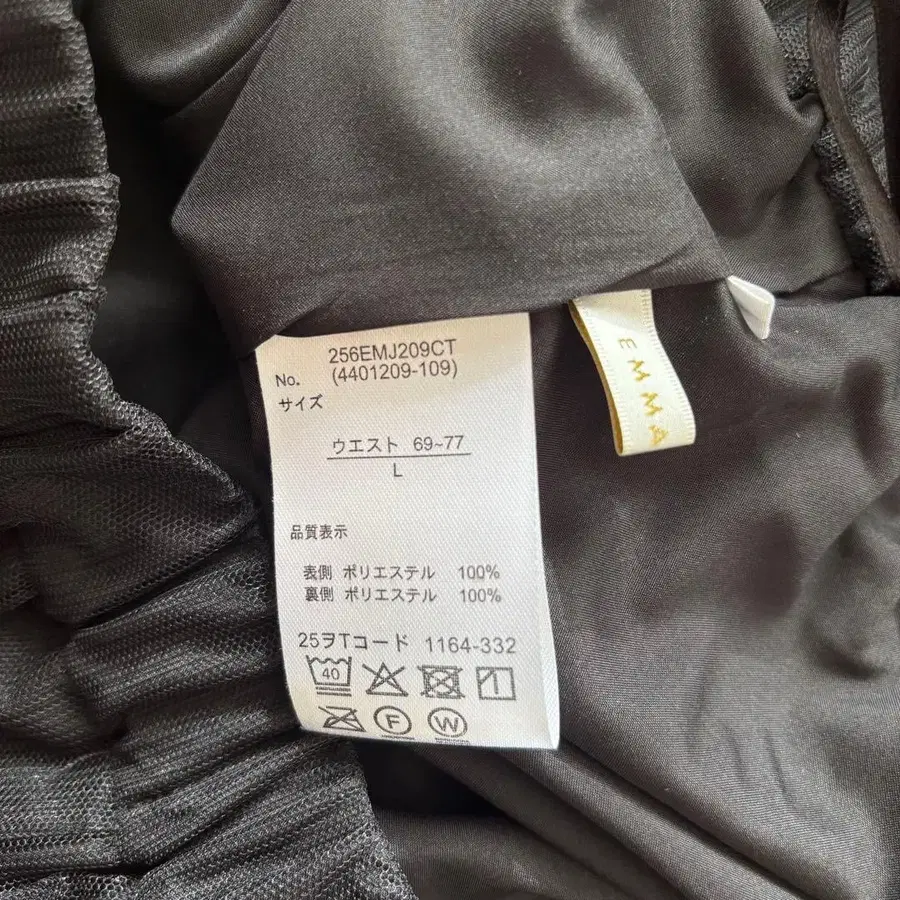 No. 256EMJ209CT
(4401209-109)
サイズ
ウエスト 69~77
L
品質表示
表側 ポリエステル 100%
裏側 ポリエステル 100%
25ヲTコード 1164-332
40
F
W
EMMA